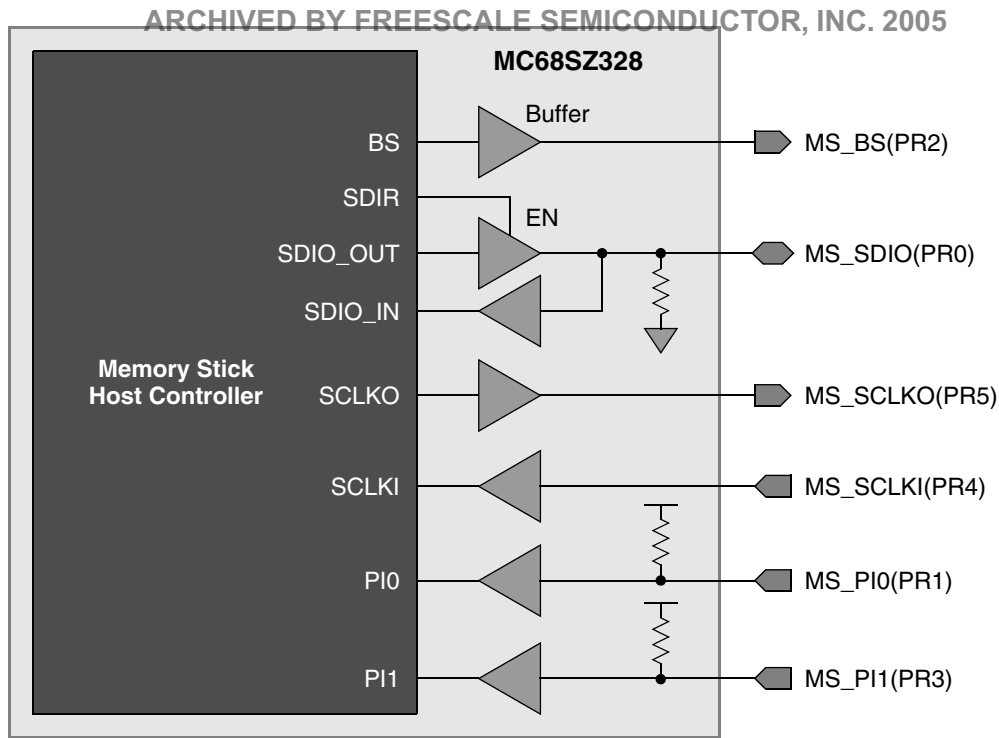 ARCHIVED BY FREESCALE SEMICONDUCTOR, INC. 2005
MC68SZ328
Buffer
BS
MS_BS(PR2)
SDIR
EN
SDIO_OUT
MS_SDIO(PR0)
SDIO_IN
Memory Stick
Host Controller
SCLKO
MS_SCLKO(PR5)
SCLKI
MS_SCLKI(PR4)
PI0
MS_PI0(PR1)
PI1
MS_PI1(PR3)